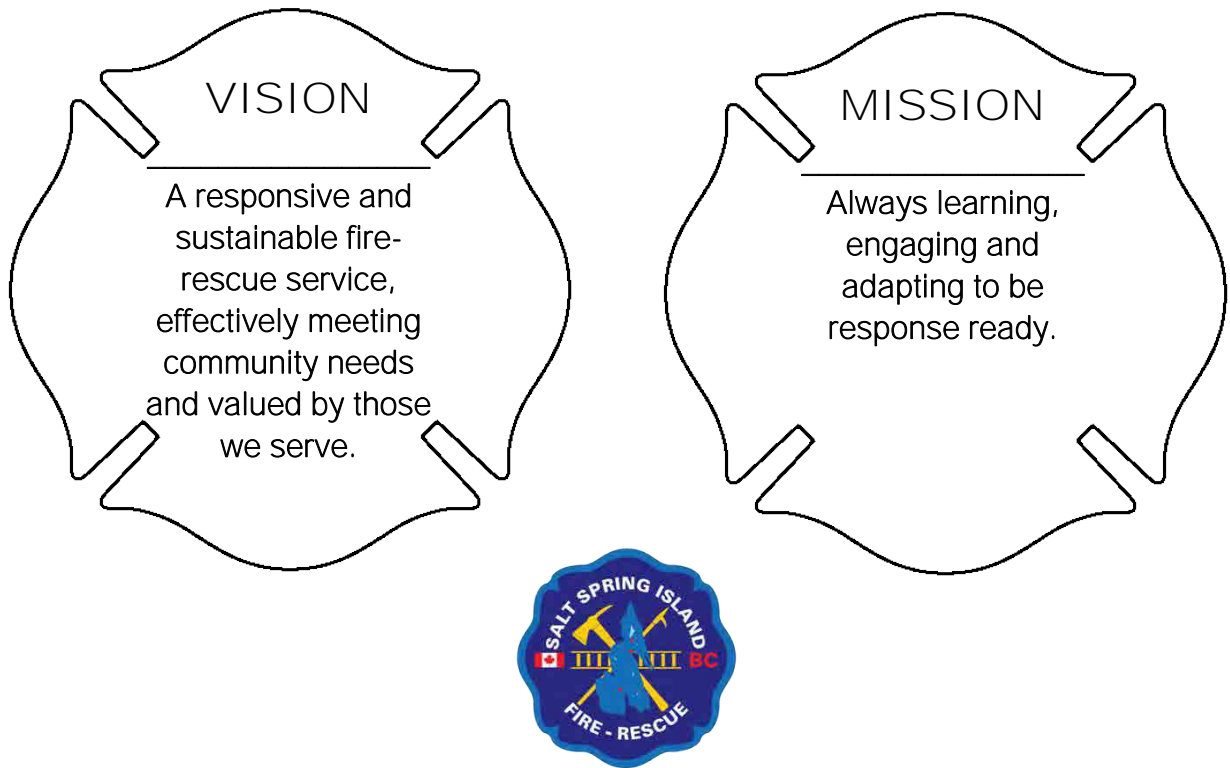 VISION
A responsive and
sustainable fire-
rescue service,
effectively meeting
community needs
and valued by those
we serve.
MISSION
Always learning,
engaging and
adapting to be
response ready.
SALT SPRING ISLAND
BC
FIRE - RESCUE